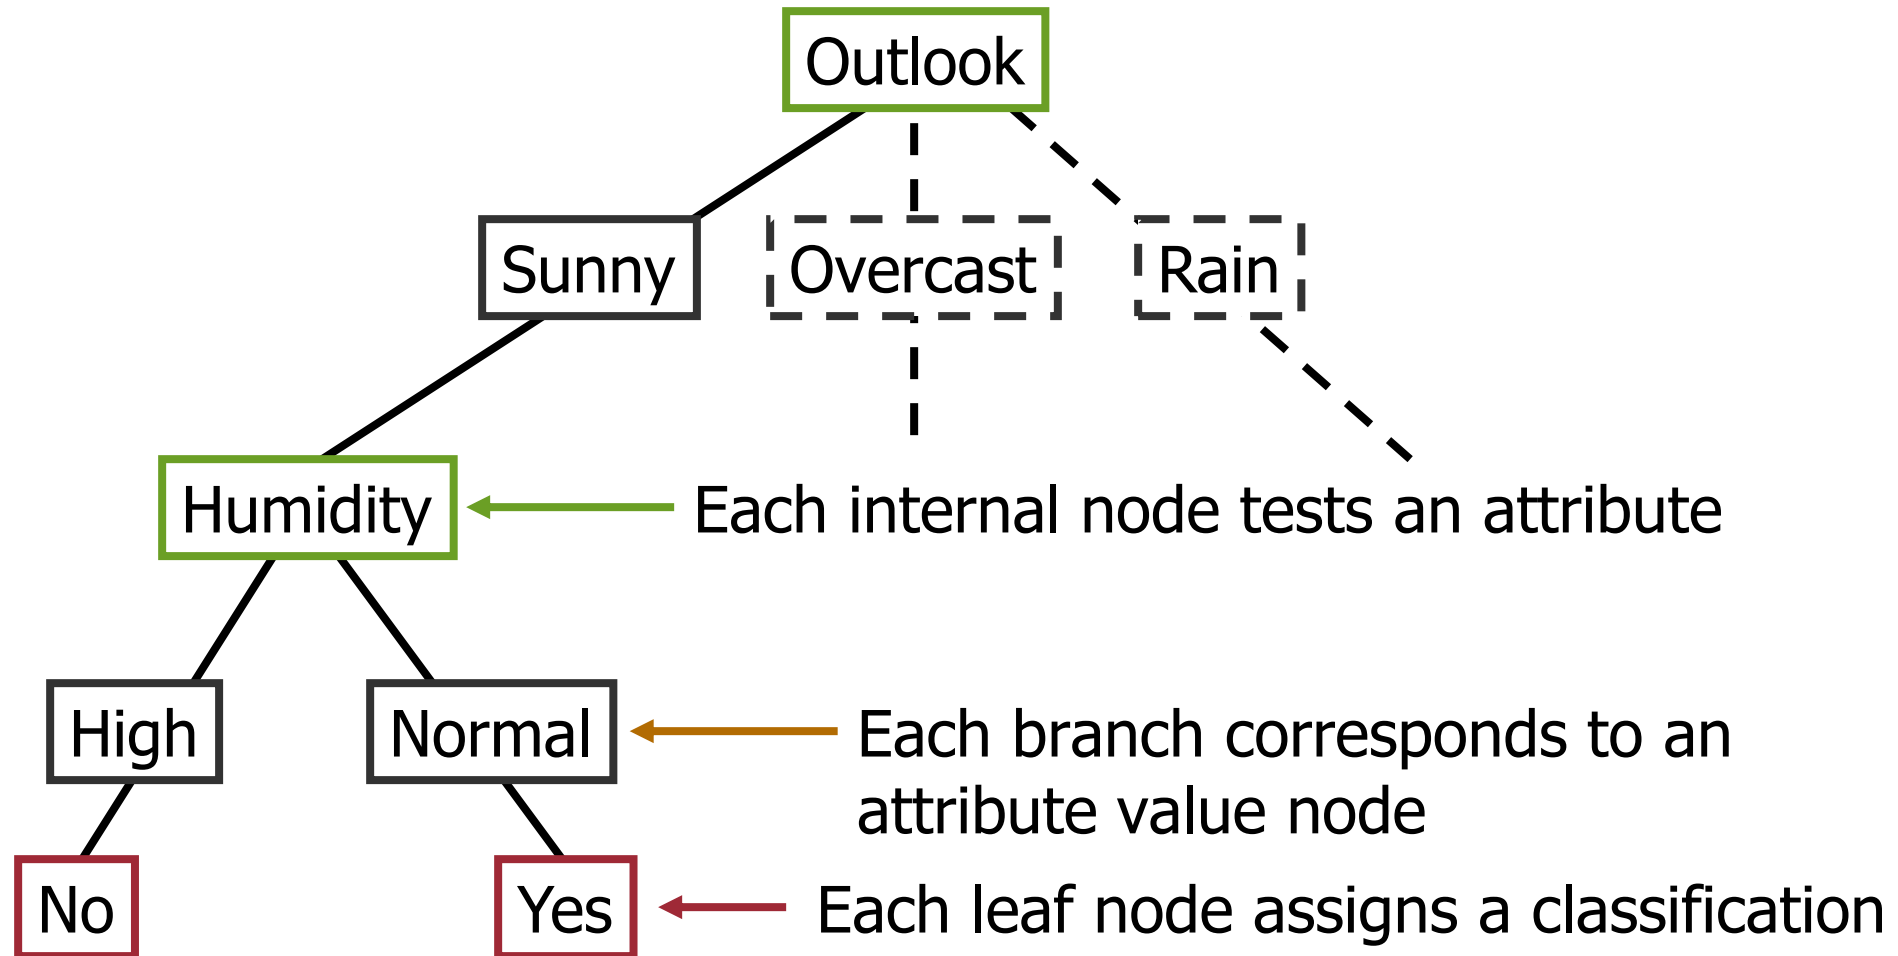 Outlook
Sunny
Overcast
Rain
Humidity
Each internal node tests an attribute
High
Normal
Each branch corresponds to an
attribute value node
No
Yes
Each leaf node assigns a classification